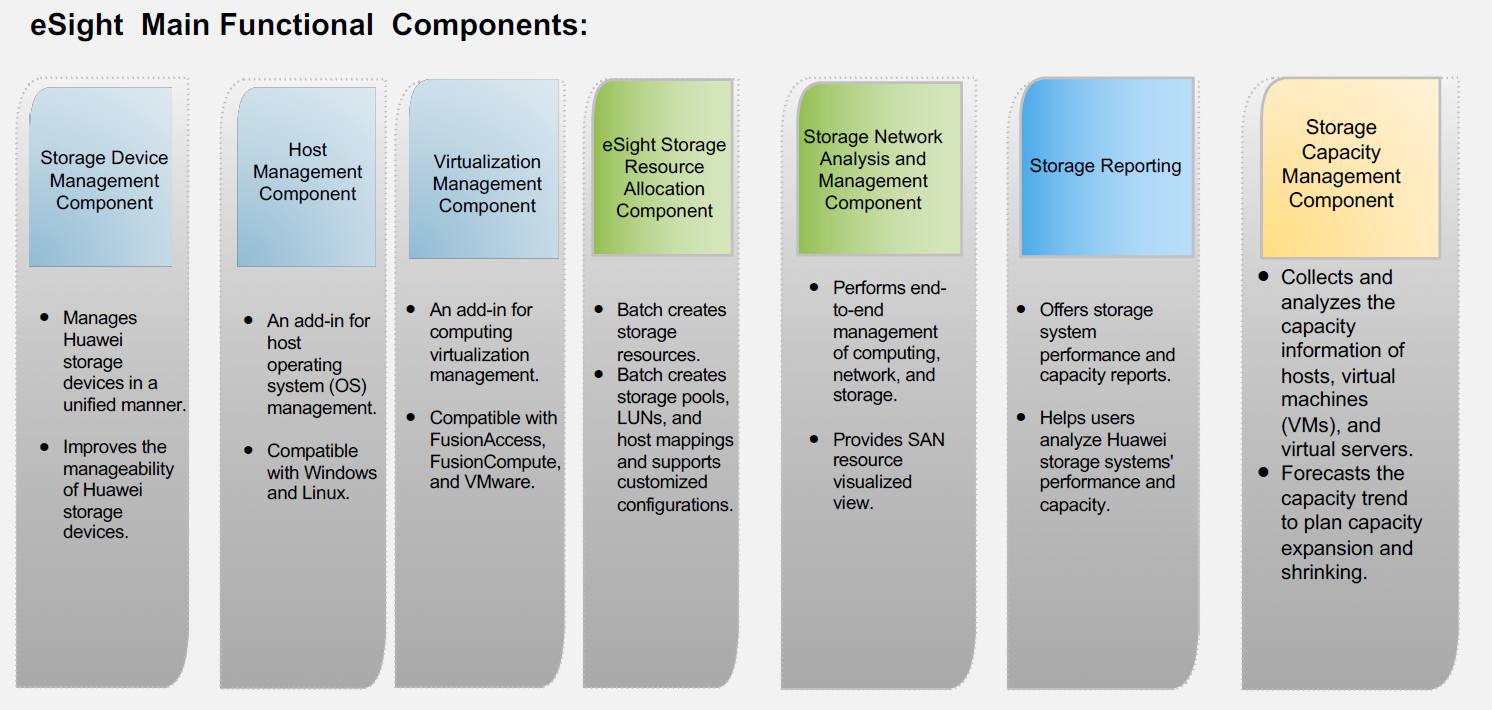 eSight Main Functional Components:
Storage Device
Management
Component
● Manages
Huawei
storage
devices in a
unified manner.
● Improves the
manageability
of Huawei
storage
devices.
Host
Management
Component
● An add-in for
host
operating
system (OS)
management.
● Compatible
with Windows
and Linux.
Virtualization
Management
Component
● An add-in for
computing
virtualization
management.
● Compatible with
FusionAccess,
FusionCompute,
and VMware.
eSight Storage
Resource
Allocation
Component
● Batch creates
storage
resources.
● Batch creates
storage pools,
LUNs, and
host mappings
and supports
customized
configurations.
Storage Network
Analysis and
Management
Component
● Performs end-
to-end
management
of computing,
network, and
storage.
● Provides SAN
resource
visualized
view.
Storage Reporting
● Offers storage
system
performance and
capacity reports.
● Helps users
analyze Huawei
storage systems'
performance and
capacity.
Storage
Capacity
Management
Component
● Collects and
analyzes the
capacity
information of
hosts, virtual
machines
(VMs), and
virtual servers.
● Forecasts the
capacity trend
to plan capacity
expansion and
shrinking.